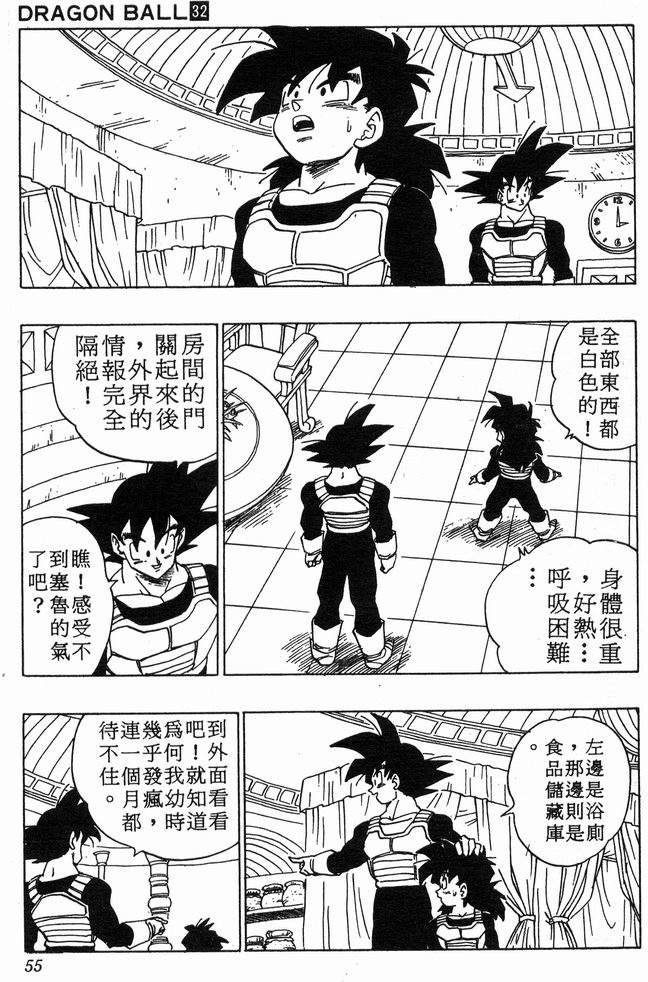 DRAGON BALL 32
全部東西都
是白色的！
身體很重
，好熱…
呼吸困難
…
房間的門
關起來後
，外界的
情報完全
隔絕！
瞧！感受不
到塞魯的氣
了吧？
左邊是浴廁
，那邊則是
食品儲藏庫
。
到外面看看
吧！就知道
為何我幼時
幾乎發瘋，
連一個月都
待不住。
55